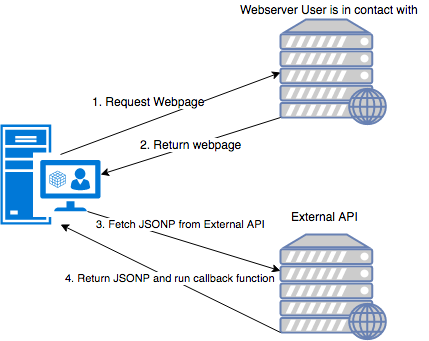 Webserver User is in contact with
1. Request Webpage
2. Return webpage
External API
3. Fetch JSONP from External API
4. Return JSONP and run callback function